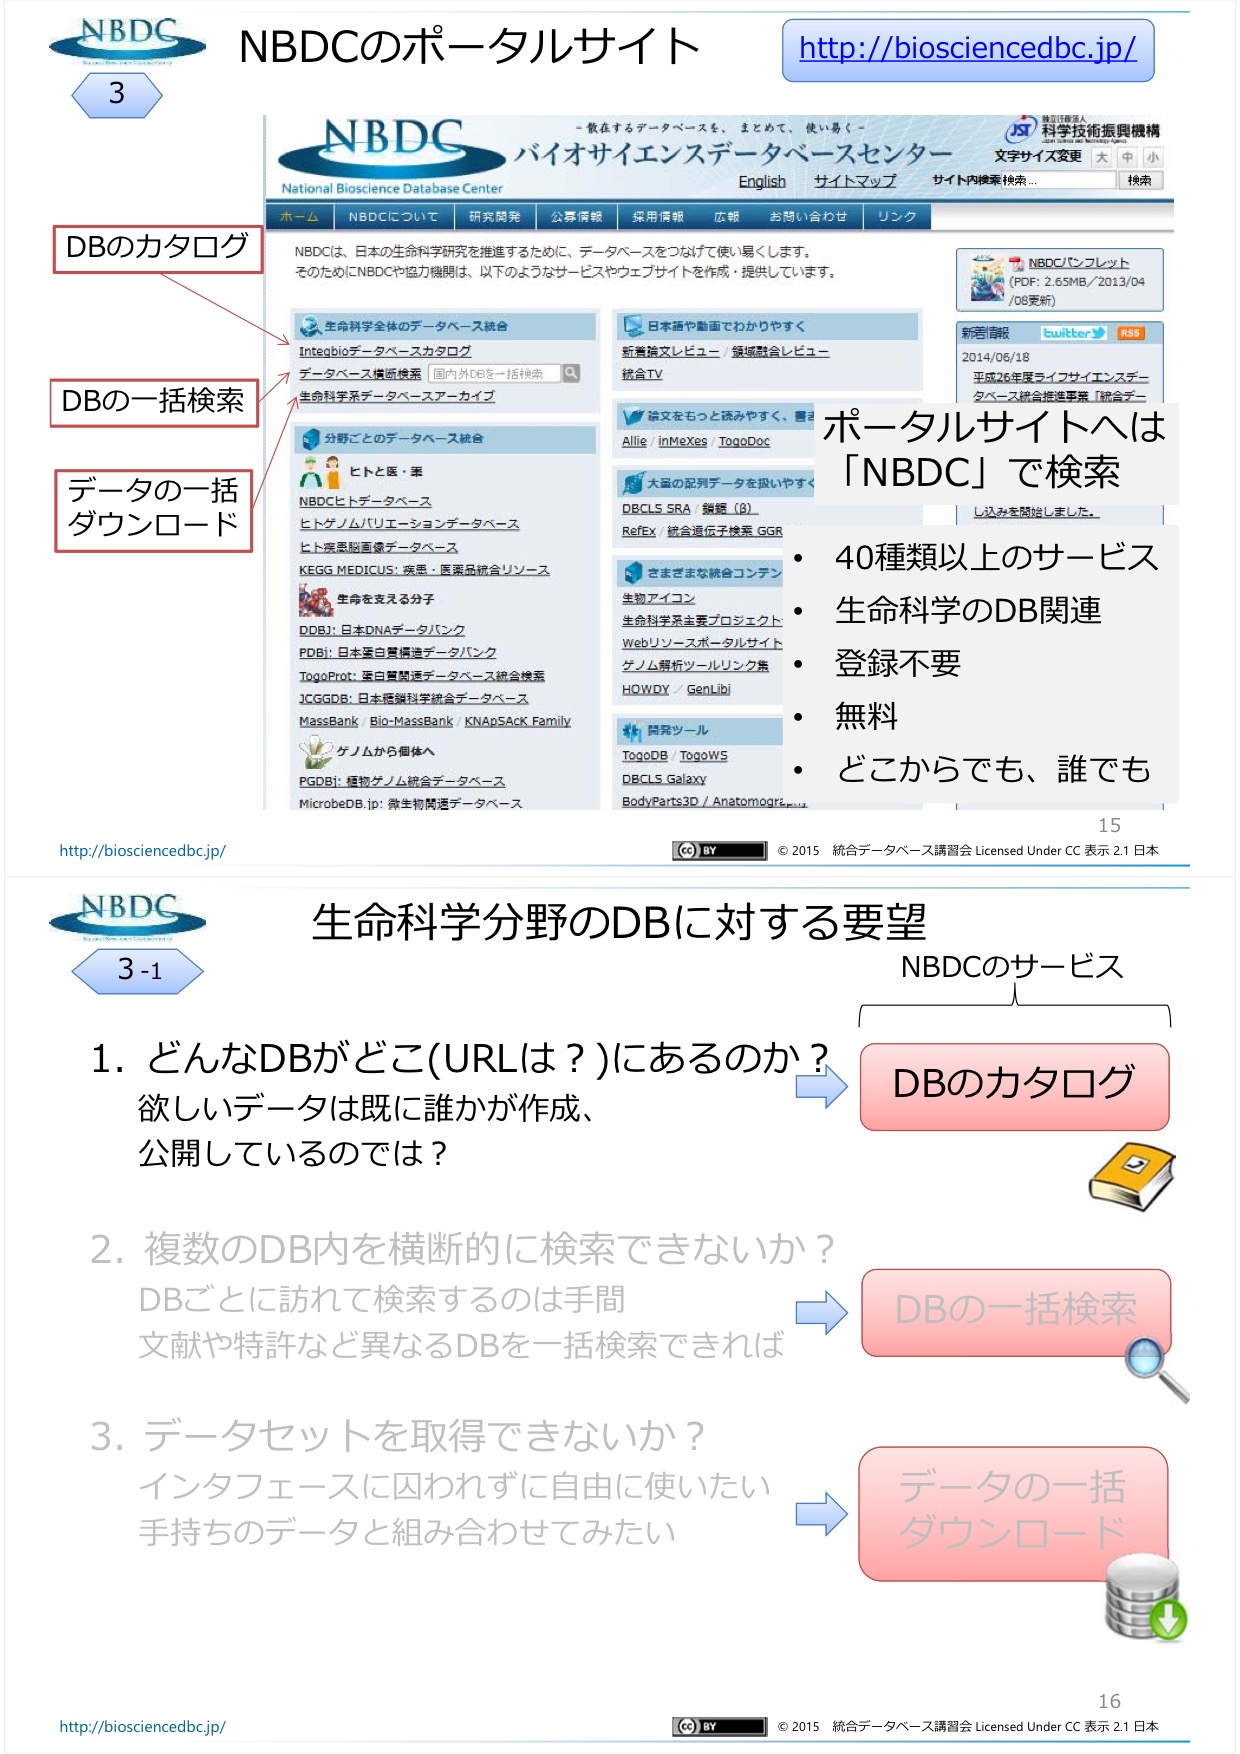 NBDC
NBDCのポータルサイト
http://biosciencedbc.jp/
3
NBDC
National Bioscience Database Center
- 散在するデータベースを、まとめて、使い易く -
バイオサイエンスデータベースセンター
English サイトマップ
独立行政法人
JST 科学技術振興機構
文字サイズ変更 大 中 小
サイト内検索 検索... 検索
ホーム NBDCについて 研究開発 公募情報 採用情報 広報 お問い合わせ リンク
DBのカタログ
DBの一括検索
データの一括
ダウンロード
NBDCは、日本の生命科学研究を推進するために、データベースをつなげて使い易くします。
そのためにNBDCや協力機関は、以下のようなサービスやウェブサイトを作成・提供しています。
生命科学全体のデータベース統合
Integbioデータベースカタログ
データベース横断検索 国内外DBを一括検索
生命科学系データベースアーカイブ
分野ごとのデータベース統合
ヒトと医・薬
NBDCヒトデータベース
ヒトゲノムバリエーションデータベース
ヒト疾患脳画像データベース
KEGG MEDICUS: 疾患・医薬品統合リソース
生命を支える分子
DDBJ: 日本DNAデータバンク
PDBj: 日本蛋白質構造データバンク
TogoProt: 蛋白質関連データベース統合検索
JCGGDB: 日本糖鎖科学統合データベース
MassBank / Bio-MassBank / KNApSAcK Family
ゲノムから個体へ
PGDBj: 植物ゲノム統合データベース
MicrobeDB.jp: 微生物関連データベース
日本語や動画でわかりやすく
新着論文レビュー / 領域融合レビュー
統合TV
論文をもっと読みやすく、書き
Allie / inMeXes / TogoDoc
大量の配列データを扱いやすく
DBCLS SRA / 鎖鋸 (β)
RefEx / 統合遺伝子検索 GGR
さまざまな統合コンテン
生物アイコン
生命科学系主要プロジェクト
Webリソースポータルサイト
ゲノム解析ツールリンク集
HOWDY / GenLibi
開発ツール
TogoDB / TogoWS
DBCLS Galaxy
BodyParts3D / Anatomography
NBDCパンフレット
(PDF: 2.65MB/2013/04
/08更新)
新着情報 twitter RSS
2014/06/18
平成26年度ライフサイエンスデー
タベース統合推進事業「統合デー
し込みを開始しました。
ポータルサイトへは
「NBDC」で検索
• 40種類以上のサービス
• 生命科学のDB関連
• 登録不要
• 無料
• どこからでも、誰でも
15
http://biosciencedbc.jp/
cc BY © 2015 統合データベース講習会 Licensed Under CC 表示 2.1 日本
NBDC
生命科学分野のDBに対する要望
3-1
NBDCのサービス
1. どんなDBがどこ(URLは？)にあるのか？
欲しいデータは既に誰かが作成、
公開しているのでは？
DBのカタログ
2. 複数のDB内を横断的に検索できないか？
DBごとに訪れて検索するのは手間
文献や特許など異なるDBを一括検索できれば
DBの一括検索
3. データセットを取得できないか？
インタフェースに囚われずに自由に使いたい
手持ちのデータと組み合わせてみたい
データの一括
ダウンロード
16
http://biosciencedbc.jp/
cc BY © 2015 統合データベース講習会 Licensed Under CC 表示 2.1 日本